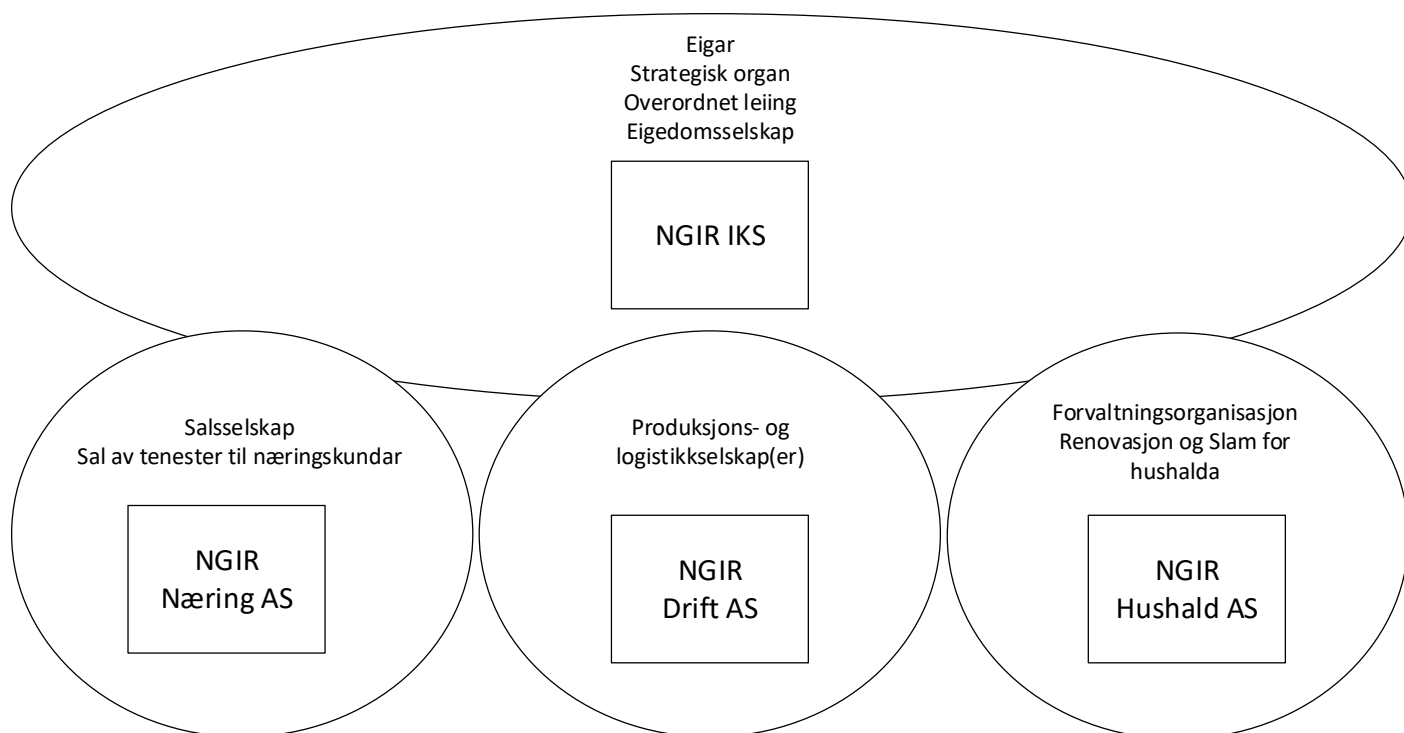 Eigar
Strategisk organ
Overordnet leiing
Eigedomsselskap
NGIR IKS
Salsselskap
Sal av tenester til næringskundar
NGIR
Næring AS
Produksjons- og
logistikkselskap(er)
NGIR
Drift AS
Forvaltningsorganisasjon
Renovasjon og Slam for
hushalda
NGIR
Hushald AS